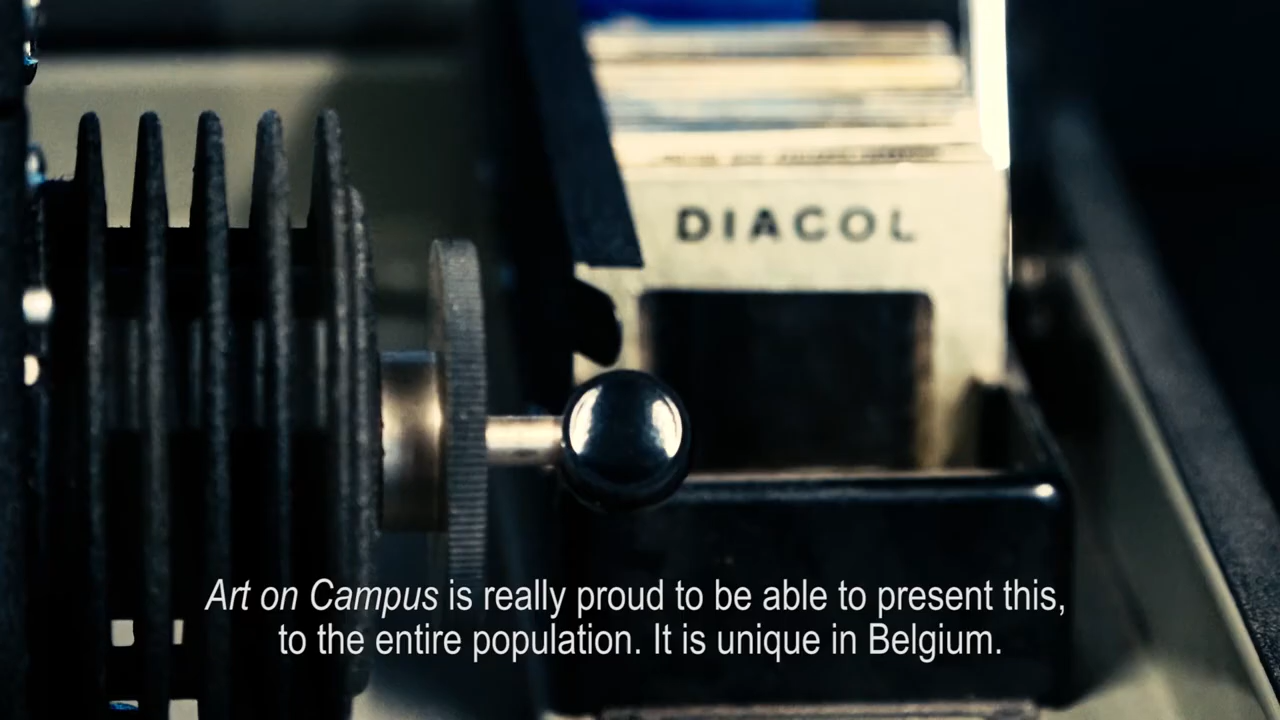 DIACOL
Art on Campus is really proud to be able to present this,
to the entire population. It is unique in Belgium.